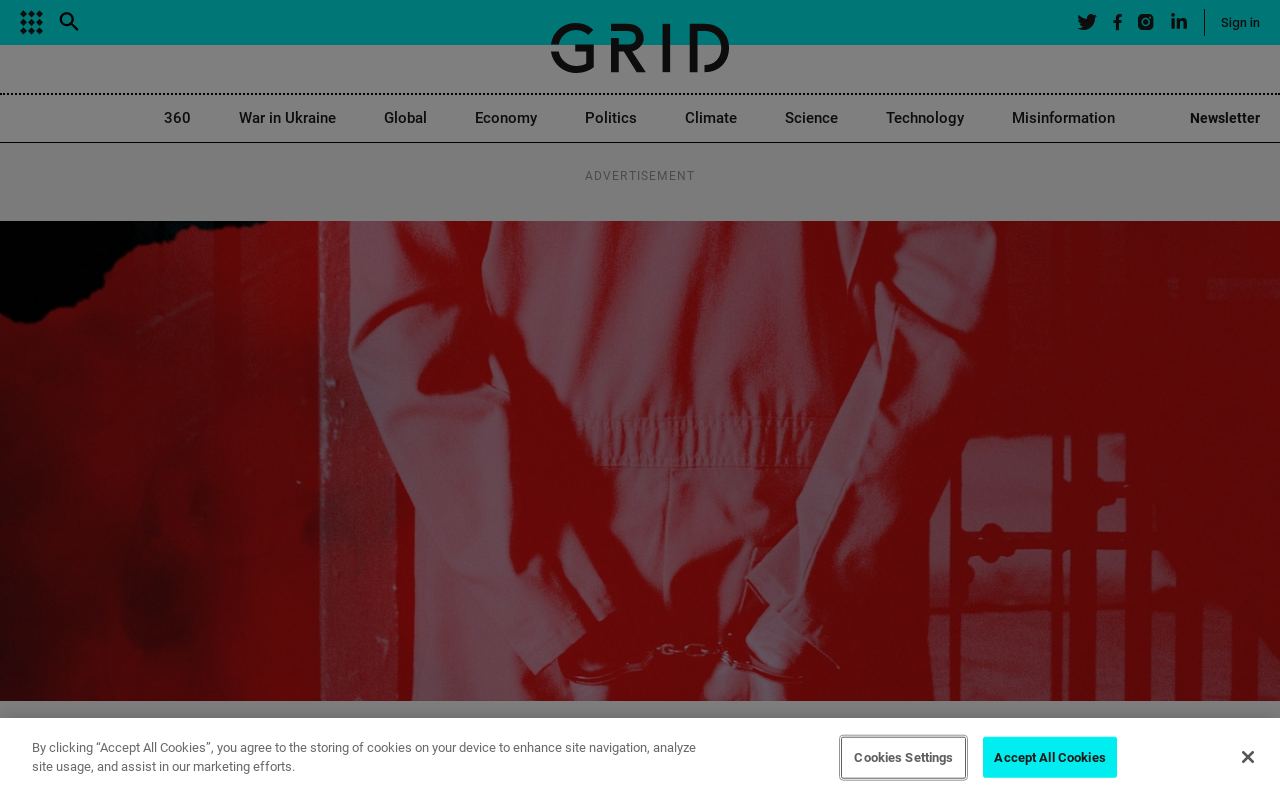 Sign in
GRID
360 War in Ukraine Global Economy Politics Climate Science Technology Misinformation Newsletter
ADVERTISEMENT
By clicking “Accept All Cookies”, you agree to the storing of cookies on your device to enhance site navigation, analyze
site usage, and assist in our marketing efforts.
Cookies Settings
Accept All Cookies